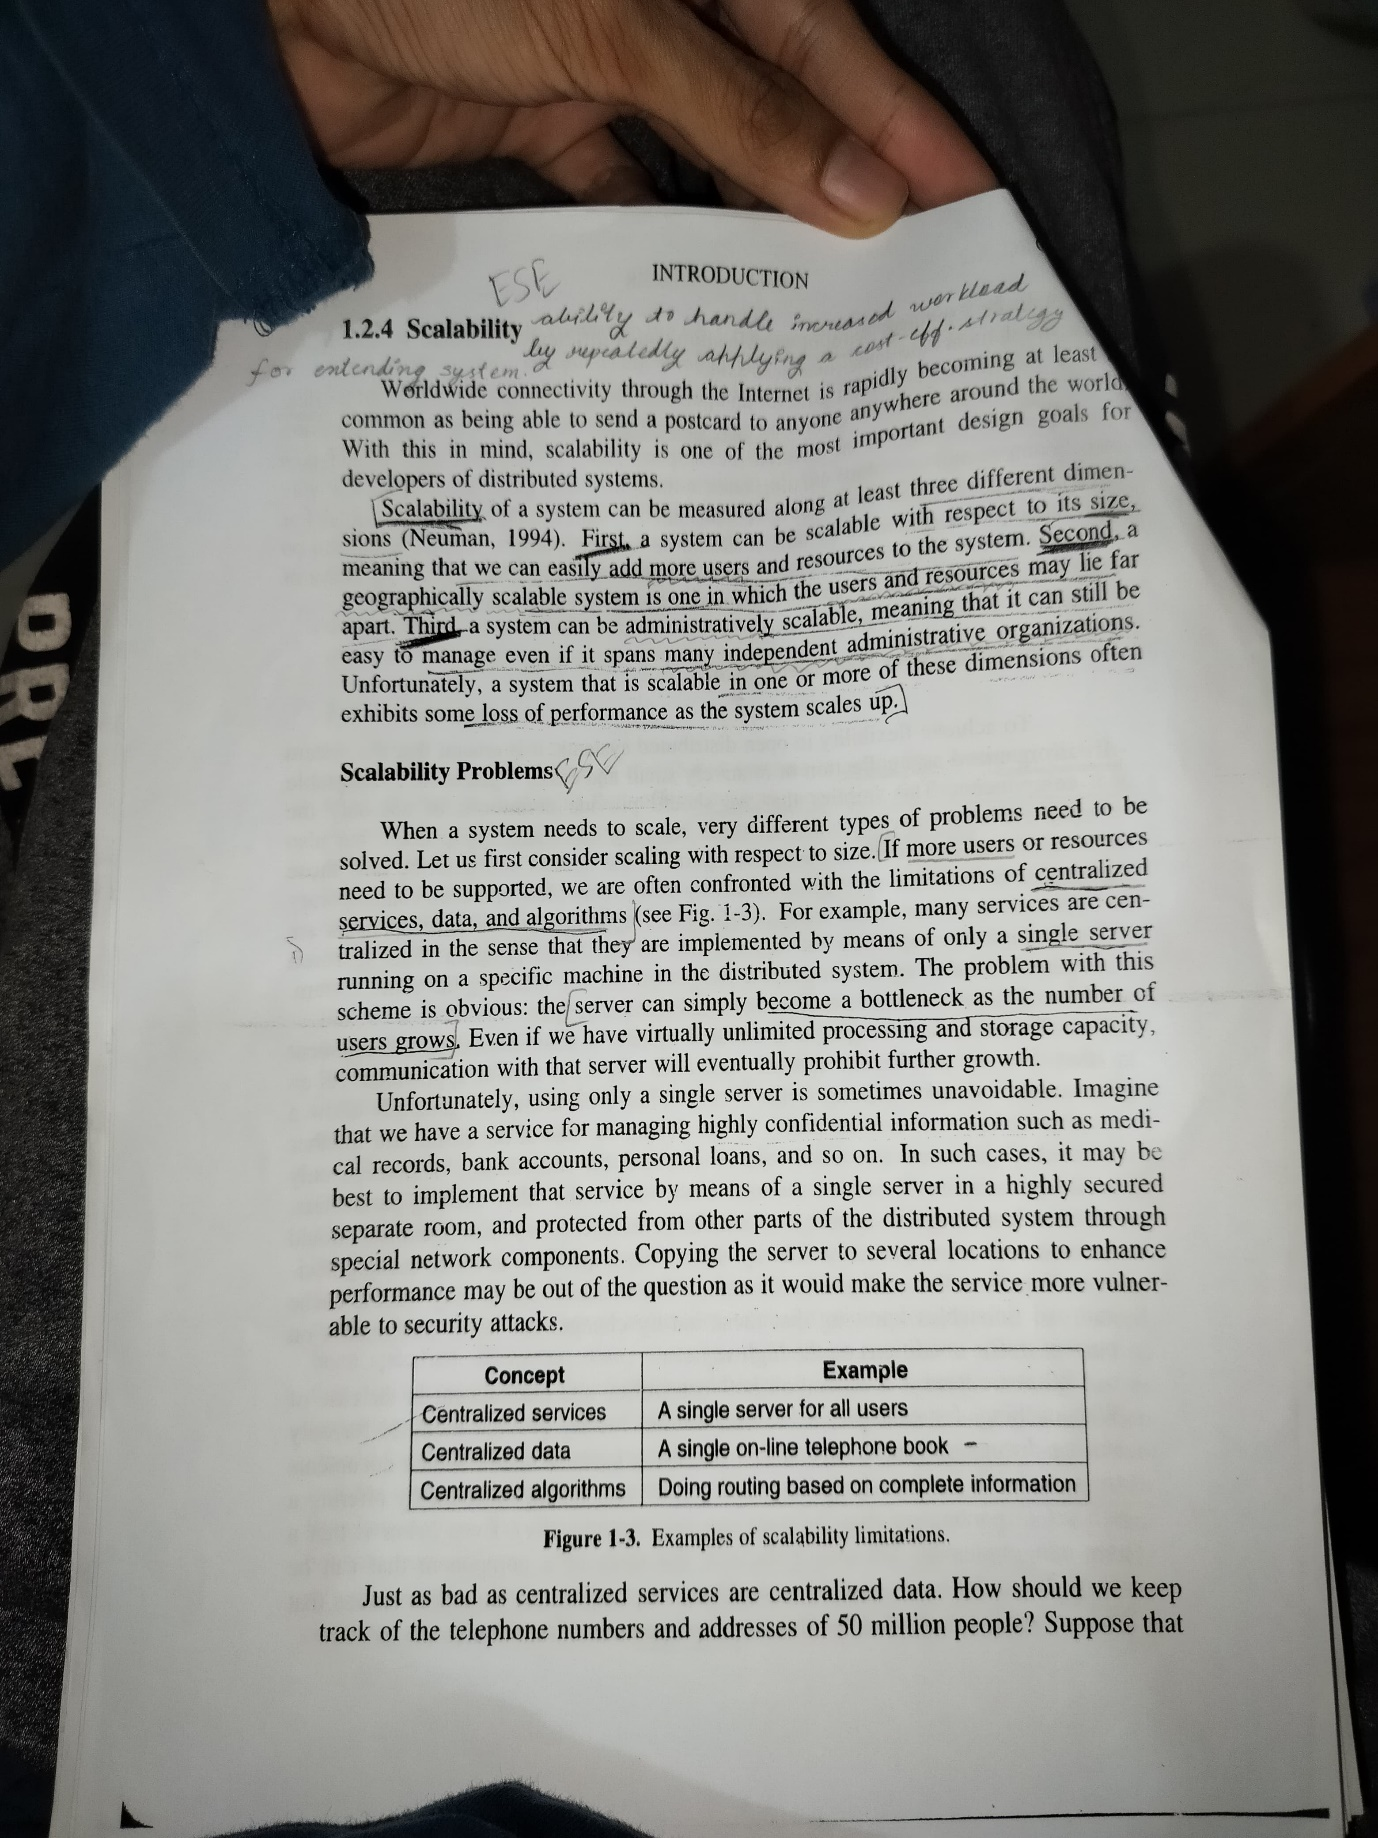 INTRODUCTION
ESE
1.2.4 Scalability ability to handle increased workload
by repeatedly applying a cost-eff. strategy
for extending system.
Worldwide connectivity through the Internet is rapidly becoming at least
common as being able to send a postcard to anyone anywhere around the world.
With this in mind, scalability is one of the most important design goals for
developers of distributed systems.
Scalability of a system can be measured along at least three different dimen-
sions (Neuman, 1994). First, a system can be scalable with respect to its size,
meaning that we can easily add more users and resources to the system. Second, a
geographically scalable system is one in which the users and resources may lie far
apart. Third a system can be administratively scalable, meaning that it can still be
easy to manage even if it spans many independent administrative organizations.
Unfortunately, a system that is scalable in one or more of these dimensions often
exhibits some loss of performance as the system scales up.
Scalability Problems ESE
When a system needs to scale, very different types of problems need to be
solved. Let us first consider scaling with respect to size. If more users or resources
need to be supported, we are often confronted with the limitations of centralized
services, data, and algorithms (see Fig. 1-3). For example, many services are cen-
tralized in the sense that they are implemented by means of only a single server
running on a specific machine in the distributed system. The problem with this
scheme is obvious: the server can simply become a bottleneck as the number of
users grows. Even if we have virtually unlimited processing and storage capacity,
communication with that server will eventually prohibit further growth.
Unfortunately, using only a single server is sometimes unavoidable. Imagine
that we have a service for managing highly confidential information such as medi-
cal records, bank accounts, personal loans, and so on. In such cases, it may be
best to implement that service by means of a single server in a highly secured
separate room, and protected from other parts of the distributed system through
special network components. Copying the server to several locations to enhance
performance may be out of the question as it would make the service more vulner-
able to security attacks.
Concept Example
Centralized services A single server for all users
Centralized data A single on-line telephone book
Centralized algorithms Doing routing based on complete information
Figure 1-3. Examples of scalability limitations.
Just as bad as centralized services are centralized data. How should we keep
track of the telephone numbers and addresses of 50 million people? Suppose that